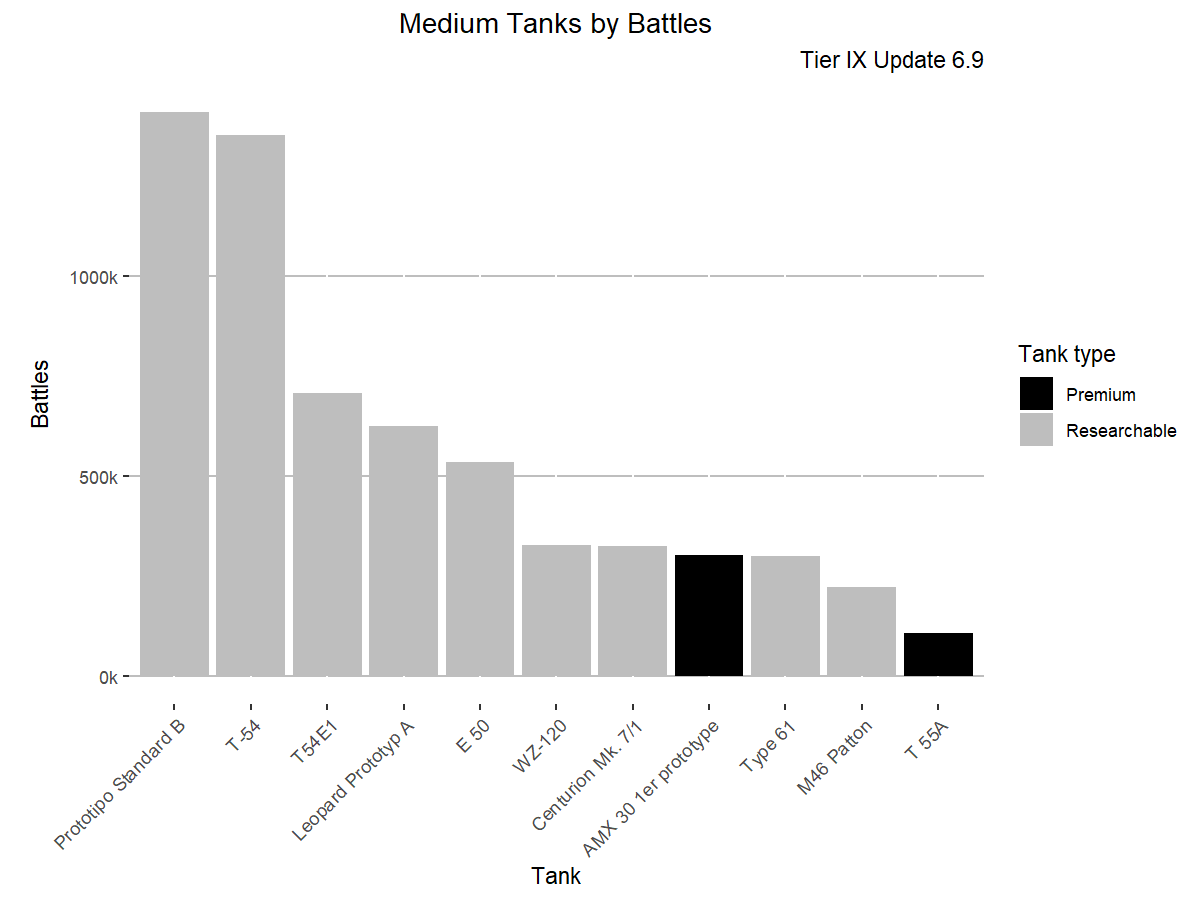 Medium Tanks by Battles
Tier IX Update 6.9
1000k
500k
0k
Battles
Prototipo Standard B
T-54
T54E1
Leopard Prototyp A
E 50
WZ-120
Centurion Mk. 7/1
AMX 30 1er prototype
Type 61
M46 Patton
T 55A
Tank
Tank type
Premium
Researchable